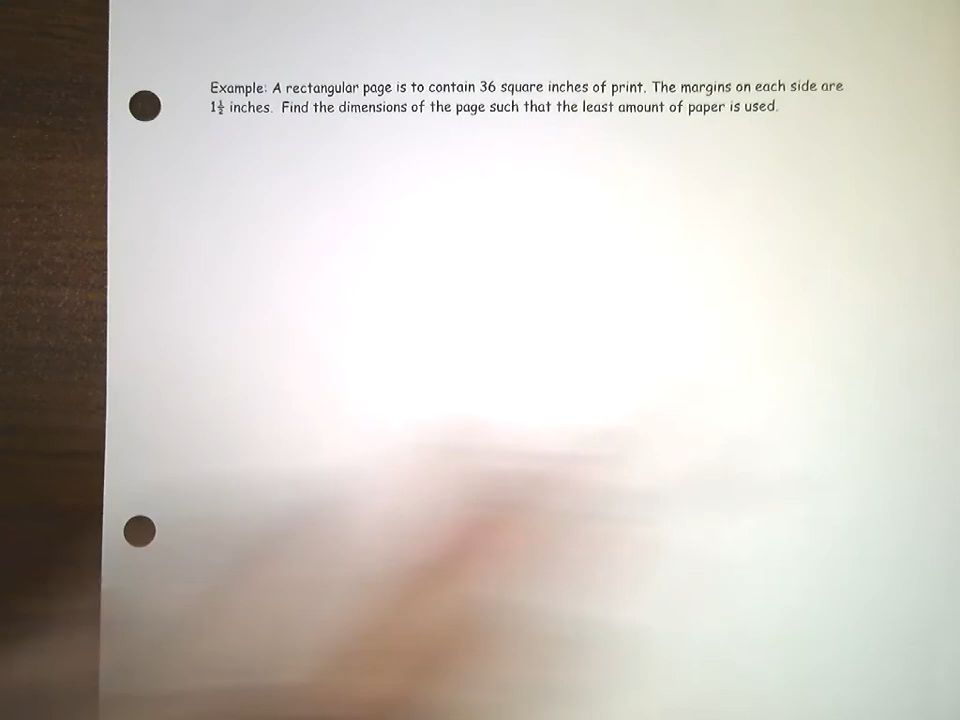 Example: A rectangular page is to contain 36 square inches of print. The margins on each side are
1½ inches. Find the dimensions of the page such that the least amount of paper is used.